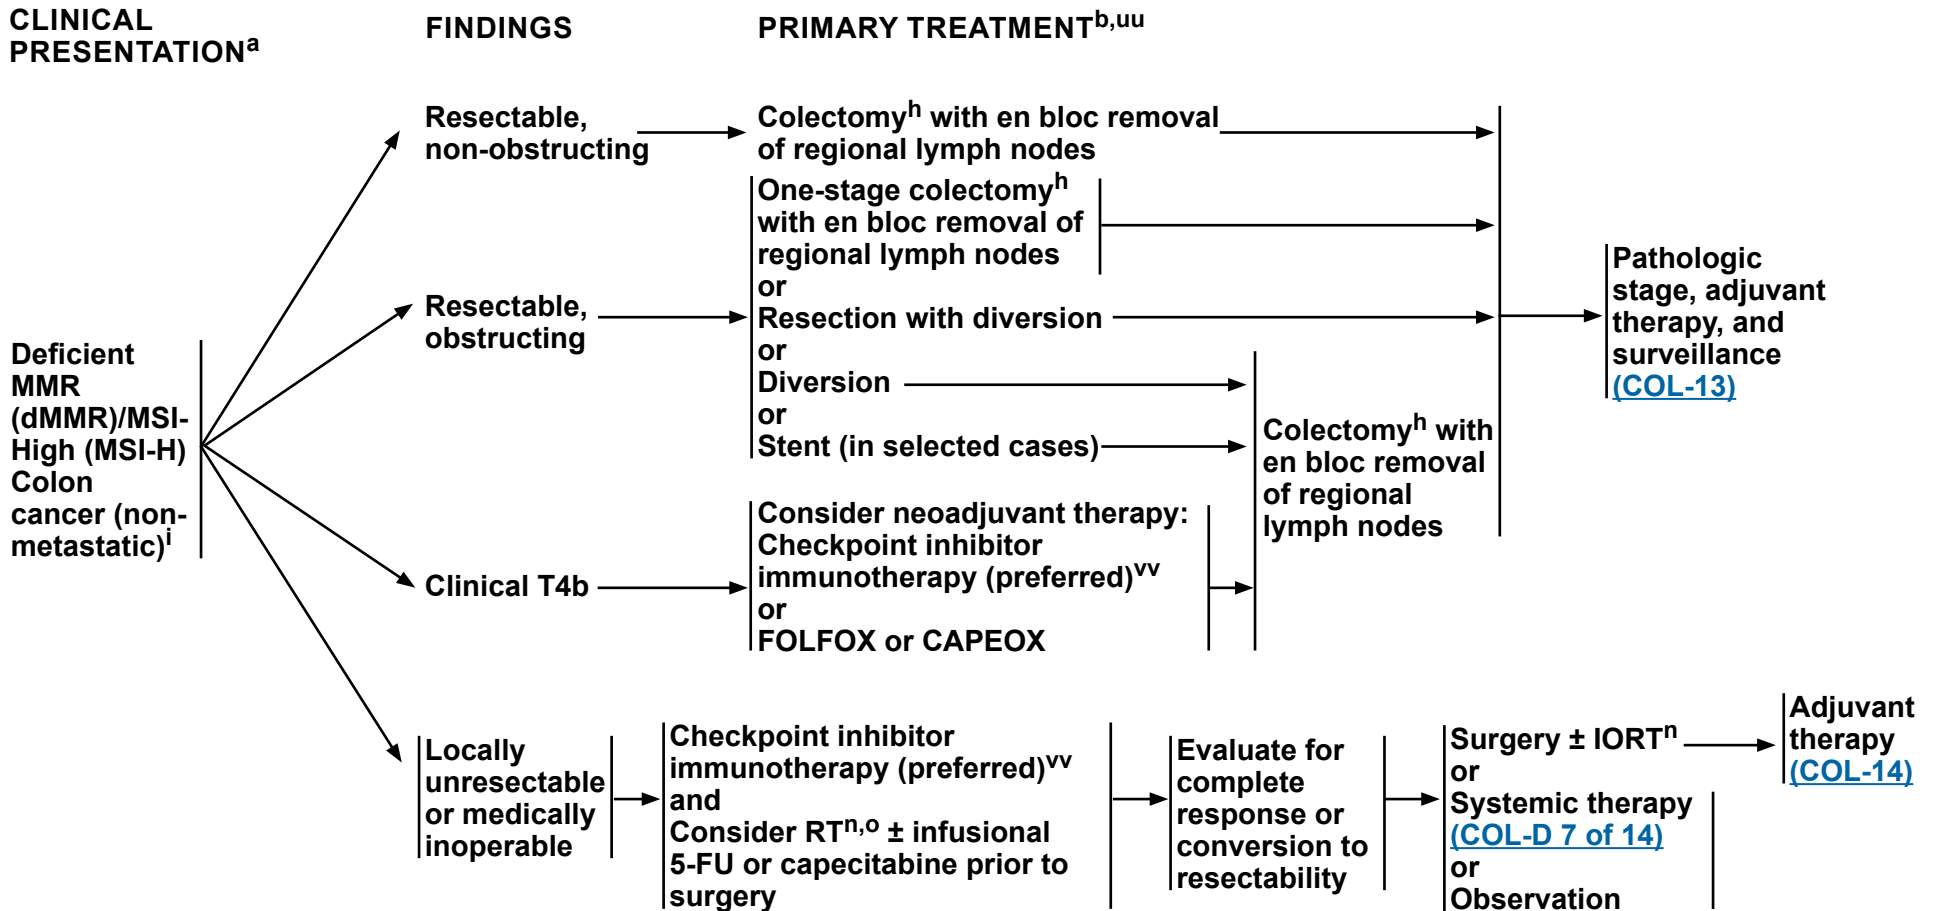 CLINICAL
PRESENTATIONa
FINDINGS
PRIMARY TREATMENTb,uu
Deficient
MMR
(dMMR)/MSI-
High (MSI-H)
Colon
cancer (non-
metastatic)i
Resectable,
non-obstructing
Colectomyh with en bloc removal
of regional lymph nodes
Resectable,
obstructing
One-stage colectomyh
with en bloc removal of
regional lymph nodes
or
Resection with diversion
or
Diversion
or
Stent (in selected cases)
Clinical T4b
Consider neoadjuvant therapy:
Checkpoint inhibitor
immunotherapy (preferred)vv
or
FOLFOX or CAPEOX
Colectomyh with
en bloc removal
of regional
lymph nodes
Pathologic
stage, adjuvant
therapy, and
surveillance
(COL-13)
Locally
unresectable
or medically
inoperable
Checkpoint inhibitor
immunotherapy (preferred)vv
and
Consider RTn,o ± infusional
5-FU or capecitabine prior to
surgery
Evaluate for
complete
response or
conversion to
resectability
Surgery ± IORTn
or
Systemic therapy
(COL-D 7 of 14)
or
Observation
Adjuvant
therapy
(COL-14)